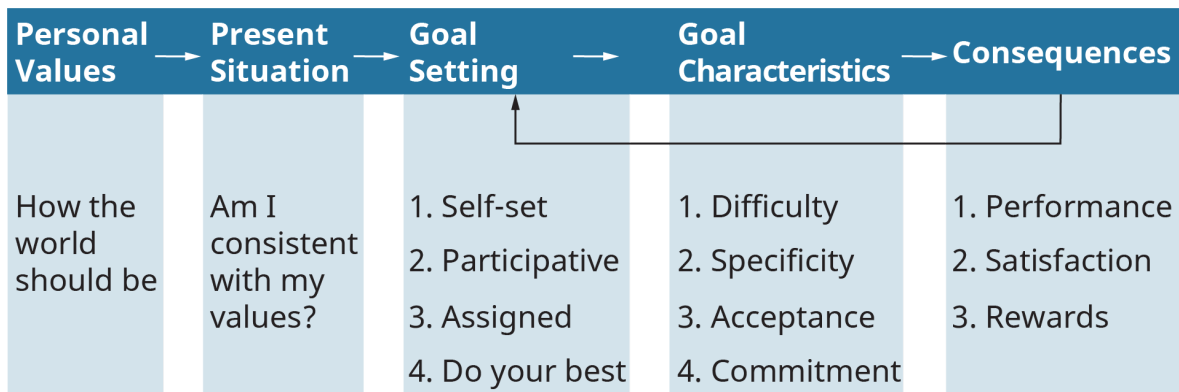 Personal
Values
Present
Situation
Goal
Setting
Goal
Characteristics
Consequences
How the
world
should be
Am I
consistent
with my
values?
1. Self-set
2. Participative
3. Assigned
4. Do your best
1. Difficulty
2. Specificity
3. Acceptance
4. Commitment
1. Performance
2. Satisfaction
3. Rewards